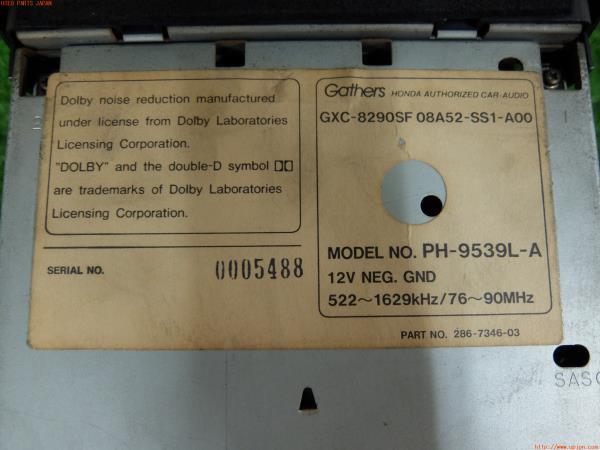 USED PARTS JAPAN
Dolby noise reduction manufactured
under license from Dolby Laboratories
Licensing Corporation.
"DOLBY" and the double-D symbol
are trademarks of Dolby Laboratories
Licensing Corporation.
SERIAL NO. 0005488
Gathers HONDA AUTHORIZED CAR-AUDIO
GXC-8290SF 08A52-SS1-A00
MODEL NO. PH-9539L-A
12V NEG. GND
522~1629kHz/76~90MHz
PART NO. 286-7346-03